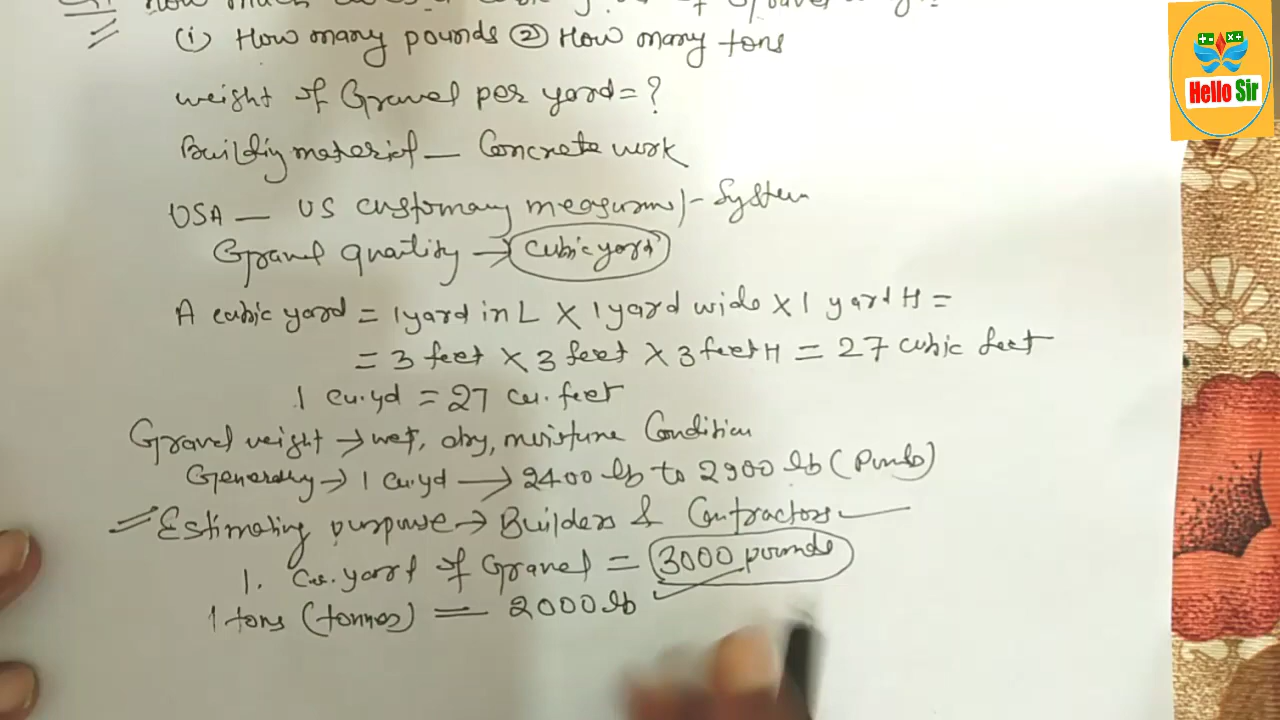 (i) How many pounds ② How many tons
weight of Gravel per yard = ?
Building material — Concrete work
USA — US customary measurement - System
Gravel quantity → cubic yard
A cubic yard = 1 yard in L × 1 yard wide × 1 yard H =
= 3 feet × 3 feet × 3 feet H = 27 cubic feet
1 cu.yd = 27 cu. feet
Gravel weight → wet, dry, moisture Condition
Generally → 1 cu.yd → 2400 lb to 2900 lb (Pounds)
Estimating purpose → Builders & Contractors —
1. cu. yard of Gravel = 3000 pounds
1 tons (tonnes) = 2000 lb
Hello Sir